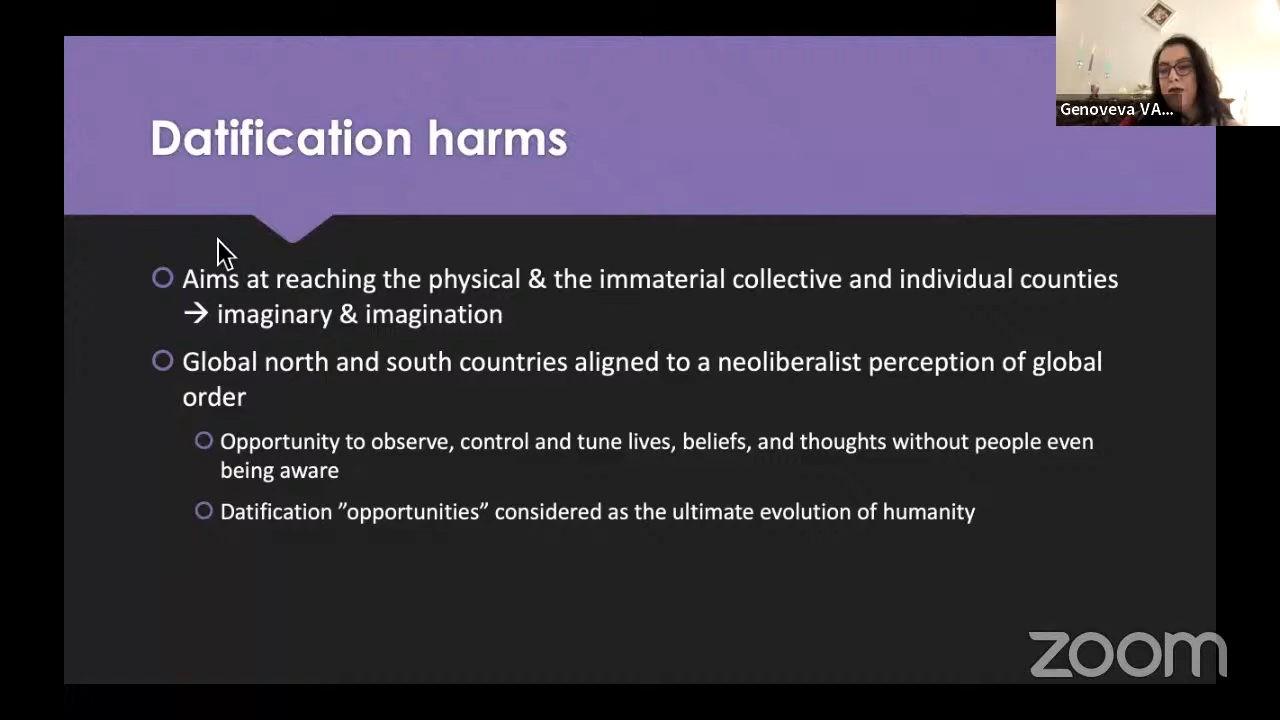 Genoveva VA...
Datification harms
Aims at reaching the physical & the immaterial collective and individual counties
→ imaginary & imagination
Global north and south countries aligned to a neoliberalist perception of global
order
Opportunity to observe, control and tune lives, beliefs, and thoughts without people even
being aware
Datification ”opportunities” considered as the ultimate evolution of humanity
zoom